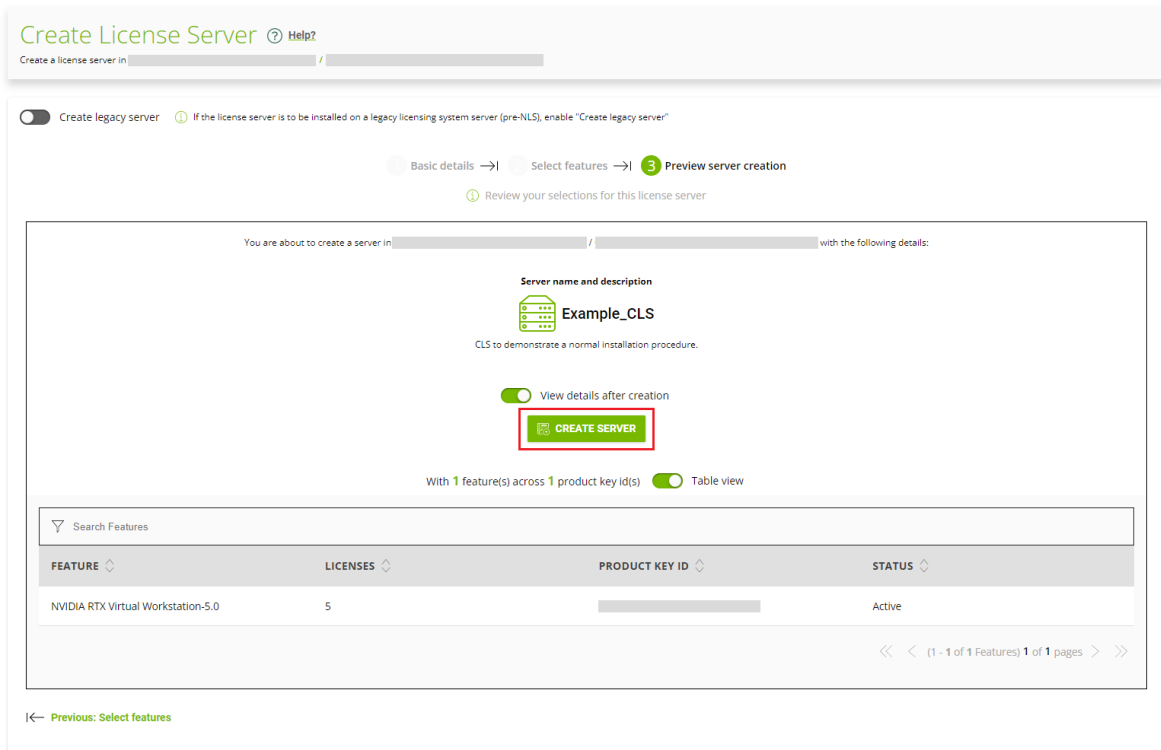 Create License Server ? Help?
Create a license server in /
Create legacy server If the license server is to be installed on a legacy licensing system server (pre-NLS), enable "Create legacy server"
1 Basic details 2 Select features 3 Preview server creation
Review your selections for this license server
You are about to create a server in / with the following details:
Server name and description
Example_CLS
CLS to demonstrate a normal installation procedure.
View details after creation
CREATE SERVER
With 1 feature(s) across 1 product key id(s) Table view
Search Features
FEATURE LICENSES PRODUCT KEY ID STATUS
NVIDIA RTX Virtual Workstation-5.0 5 Active
(1 - 1 of 1 Features) 1 of 1 pages
Previous: Select features